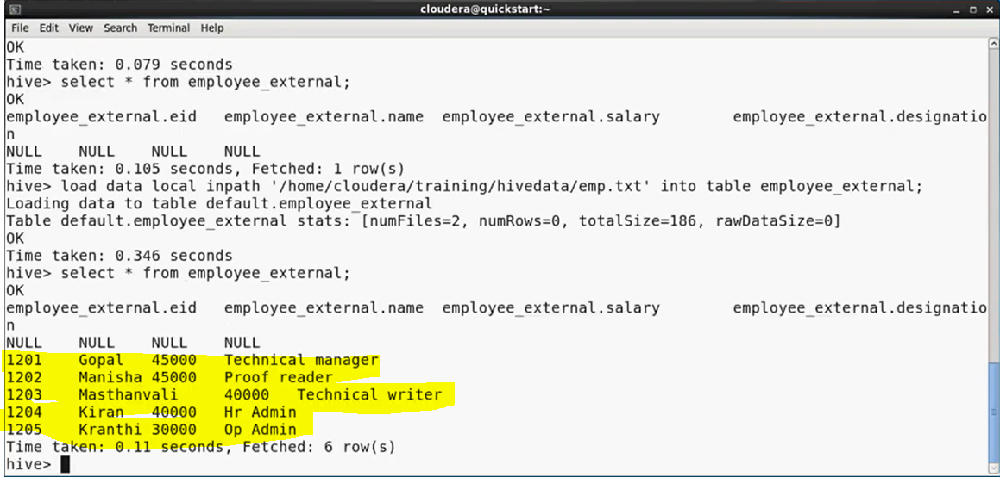 cloudera@quickstart:~
File Edit View Search Terminal Help
OK
Time taken: 0.079 seconds
hive> select * from employee_external;
OK
employee_external.eid employee_external.name employee_external.salary employee_external.designatio
n
NULL NULL NULL NULL
Time taken: 0.105 seconds, Fetched: 1 row(s)
hive> load data local inpath '/home/cloudera/training/hivedata/emp.txt' into table employee_external;
Loading data to table default.employee_external
Table default.employee_external stats: [numFiles=2, numRows=0, totalSize=186, rawDataSize=0]
OK
Time taken: 0.346 seconds
hive> select * from employee_external;
OK
employee_external.eid employee_external.name employee_external.salary employee_external.designatio
n
NULL NULL NULL NULL
1201 Gopal 45000 Technical manager
1202 Manisha 45000 Proof reader
1203 Masthanvali 40000 Technical writer
1204 Kiran 40000 Hr Admin
1205 Kranthi 30000 Op Admin
Time taken: 0.11 seconds, Fetched: 6 row(s)
hive>